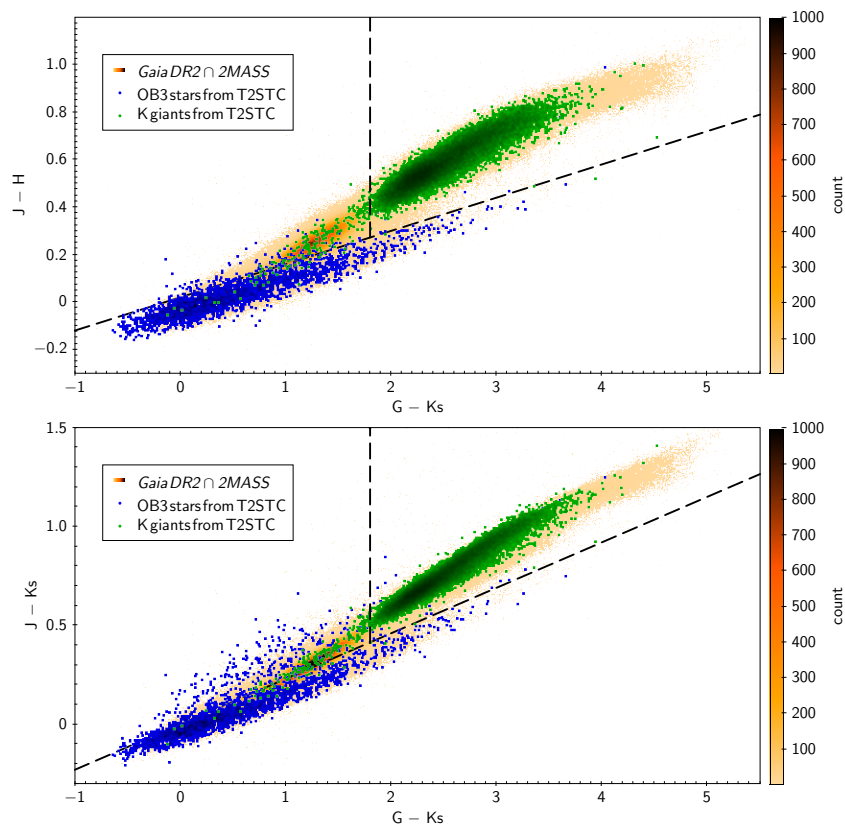 1.0
0.8
0.6
0.4
0.2
0
−0.2
J − H
Gaia DR2 ∩ 2MASS
OB3 stars from T2STC
K giants from T2STC
−1 0 1 2 3 4 5
G − Ks
1000
900
800
700
600
500
400
300
200
100
count
1.5
1.0
0.5
0
J − Ks
Gaia DR2 ∩ 2MASS
OB3 stars from T2STC
K giants from T2STC
−1 0 1 2 3 4 5
G − Ks
1000
900
800
700
600
500
400
300
200
100
count